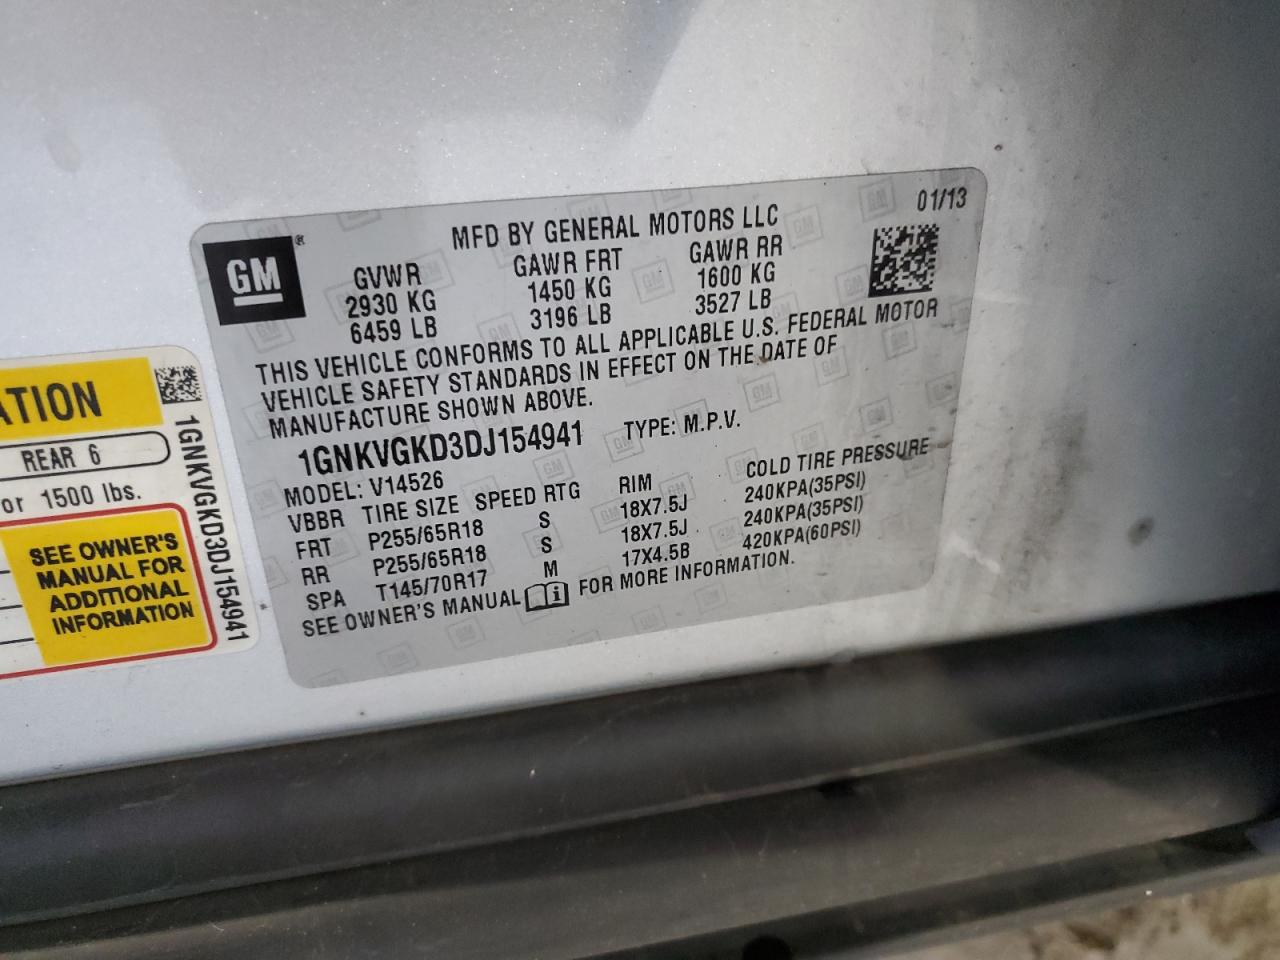 GM
®
MFD BY GENERAL MOTORS LLC
01/13
GVWR GAWR FRT GAWR RR
2930 KG 1450 KG 1600 KG
6459 LB 3196 LB 3527 LB
THIS VEHICLE CONFORMS TO ALL APPLICABLE U.S. FEDERAL MOTOR
VEHICLE SAFETY STANDARDS IN EFFECT ON THE DATE OF
MANUFACTURE SHOWN ABOVE.
1GNKVGKD3DJ154941 TYPE: M.P.V.
MODEL: V14526
VBBR TIRE SIZE SPEED RTG RIM COLD TIRE PRESSURE
FRT P255/65R18 S 18X7.5J 240KPA(35PSI)
RR P255/65R18 S 18X7.5J 240KPA(35PSI)
SPA T145/70R17 M 17X4.5B 420KPA(60PSI)
SEE OWNER'S MANUAL i FOR MORE INFORMATION.
ATION
REAR 6
or 1500 lbs.
SEE OWNER'S
MANUAL FOR
ADDITIONAL
INFORMATION
1GNKVGKD3DJ154941